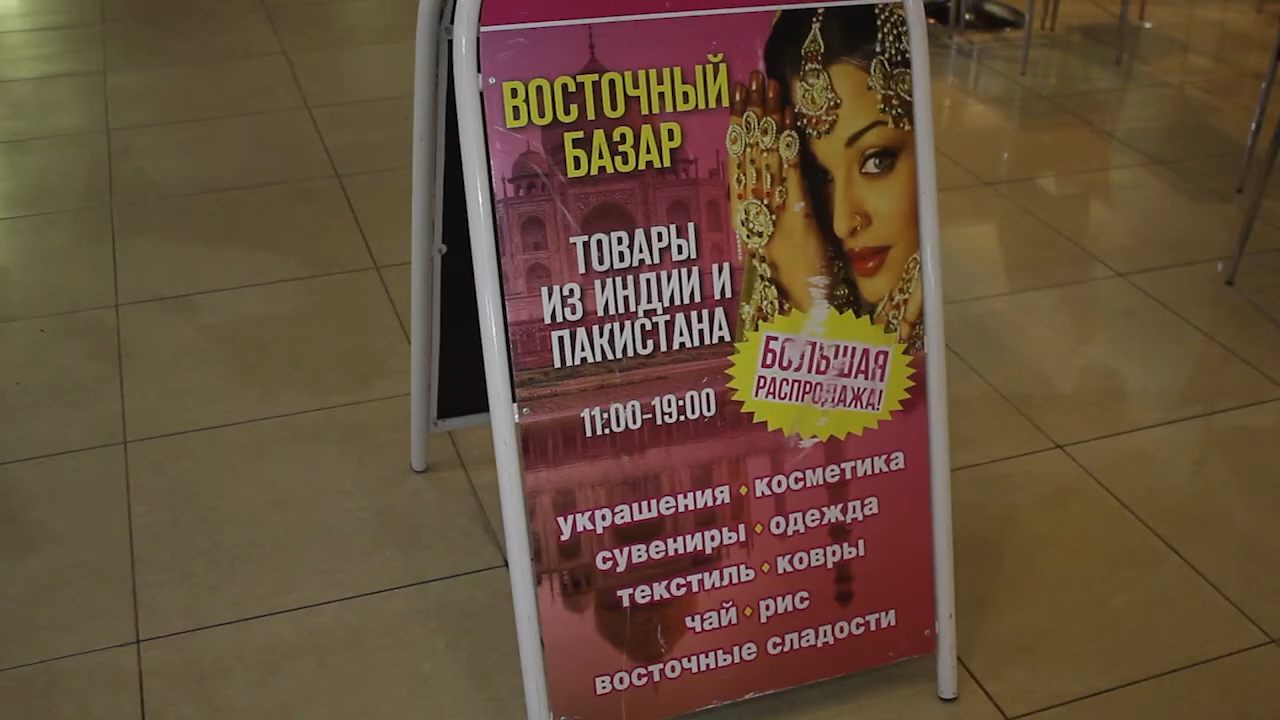 ВОСТОЧНЫЙ
БАЗАР
ТОВАРЫ
ИЗ ИНДИИ И
ПАКИСТАНА
БОЛЬШАЯ
РАСПРОДАЖА!
11:00-19:00
украшения • косметика
сувениры • одежда
текстиль • ковры
чай • рис
восточные сладости